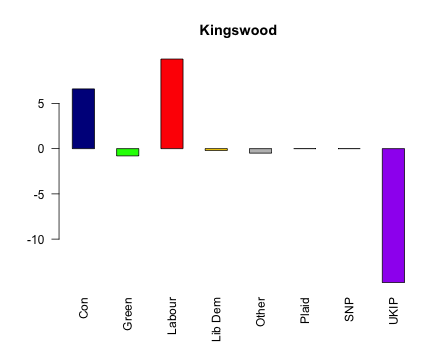 Kingswood
5
0
-5
-10
Con
Green
Labour
Lib Dem
Other
Plaid
SNP
UKIP